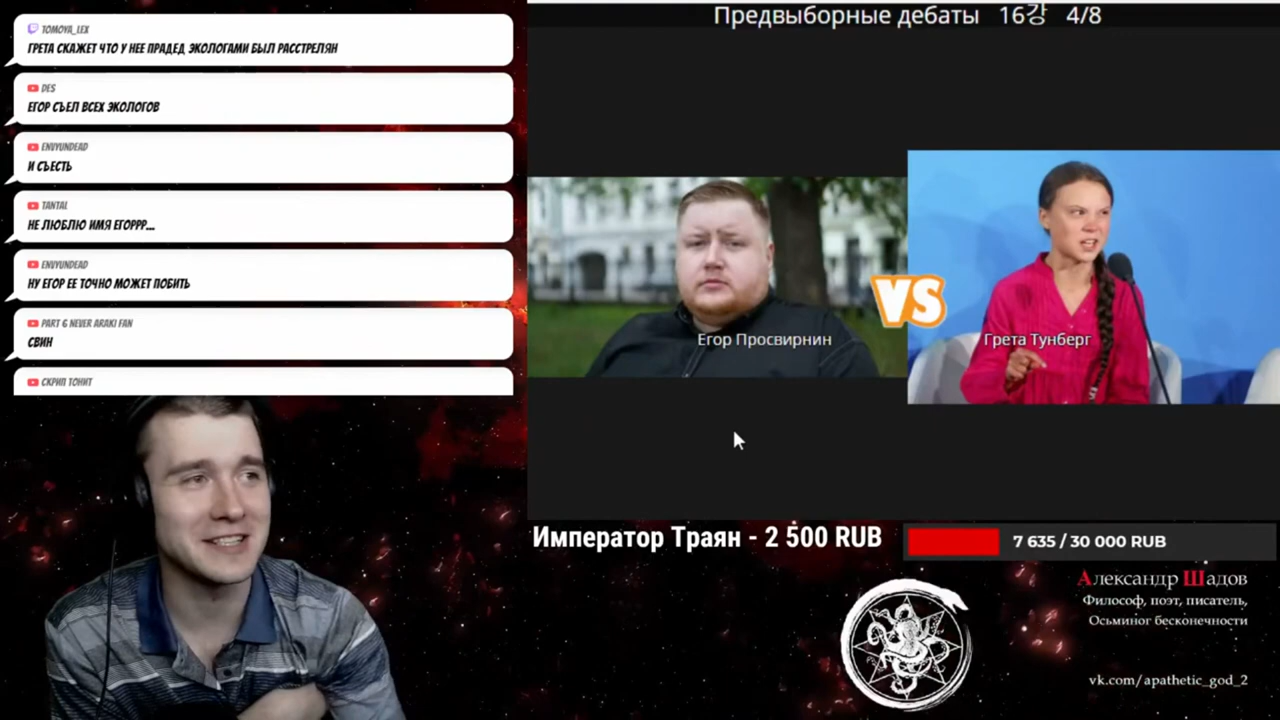 TOMOYA_LEX
ГРЕТА СКАЖЕТ ЧТО У НЕЕ ПРАДЕД ЭКОЛОГАМИ БЫЛ РАССТРЕЛЯН
DES
ЕГОР СЪЕЛ ВСЕХ ЭКОЛОГОВ
ENVYUNDEAD
И СЪЕСТЬ
TANTAL
НЕ ЛЮБЛЮ ИМЯ ЕГОРРР...
ENVYUNDEAD
НУ ЕГОР ЕЕ ТОЧНО МОЖЕТ ПОБИТЬ
PART 6 NEVER ARAKI FAN
СВИН
СКРИП ТОНИТ
Предвыборные дебаты 16강 4/8
VS
Егор Просвирнин
Грета Тунберг
Император Траян - 2 500 RUB
7 635 / 30 000 RUB
Александр Шадов
Философ, поэт, писатель,
Осьминог бесконечности
vk.com/apathetic_god_2